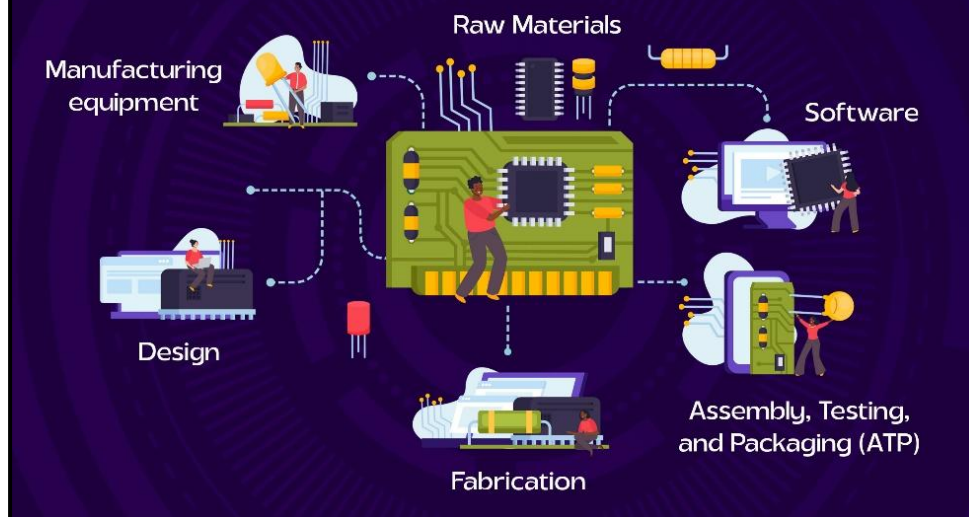 Raw Materials
Manufacturing
equipment
Software
Design
Assembly, Testing,
and Packaging (ATP)
Fabrication